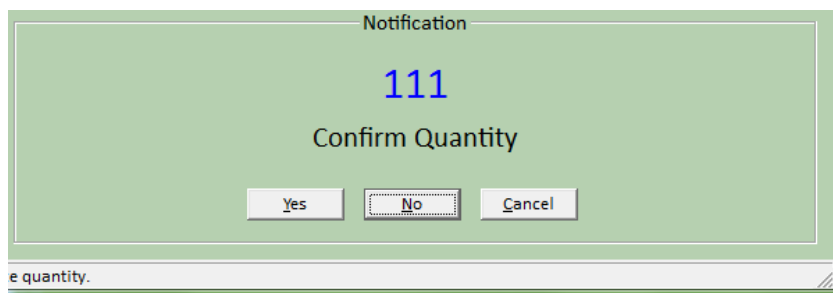 Notification
111
Confirm Quantity
Yes No Cancel
quantity.